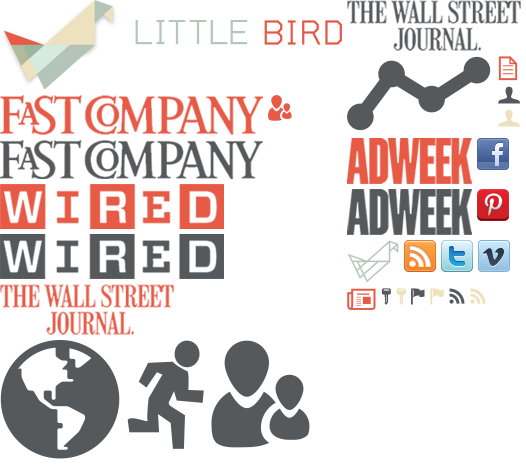 LITTLE BIRD
THE WALL STREET
JOURNAL.
FAST COMPANY
FAST COMPANY
ADWEEK
ADWEEK
WIRED
WIRED
THE WALL STREET
JOURNAL.